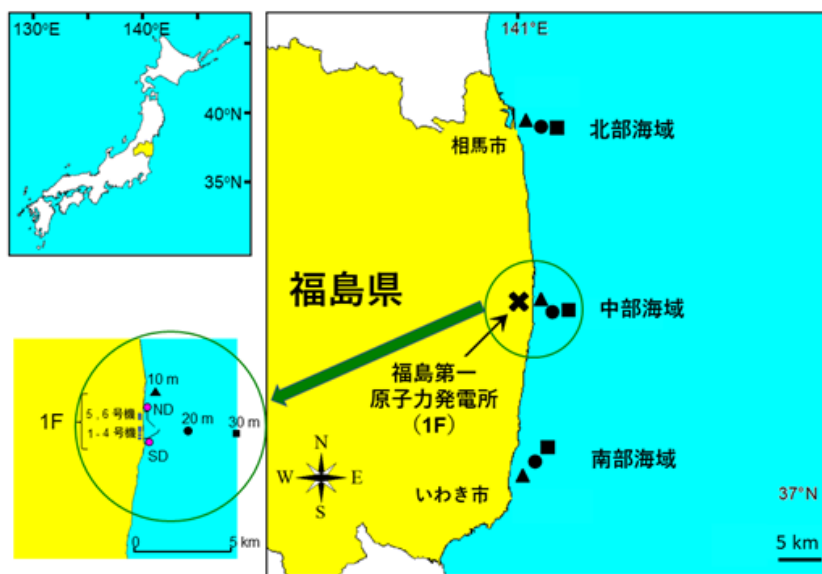 130°E 140°E
40°N
35°N
141°E
相馬市
北部海域
福島県
中部海域
福島第一
原子力発電所
(1F)
南部海域
いわき市
37°N
5 km
N
W E
S
10 m
ND
1F
5,6号機
1-4号機
20 m
30 m
SD
0 5 km